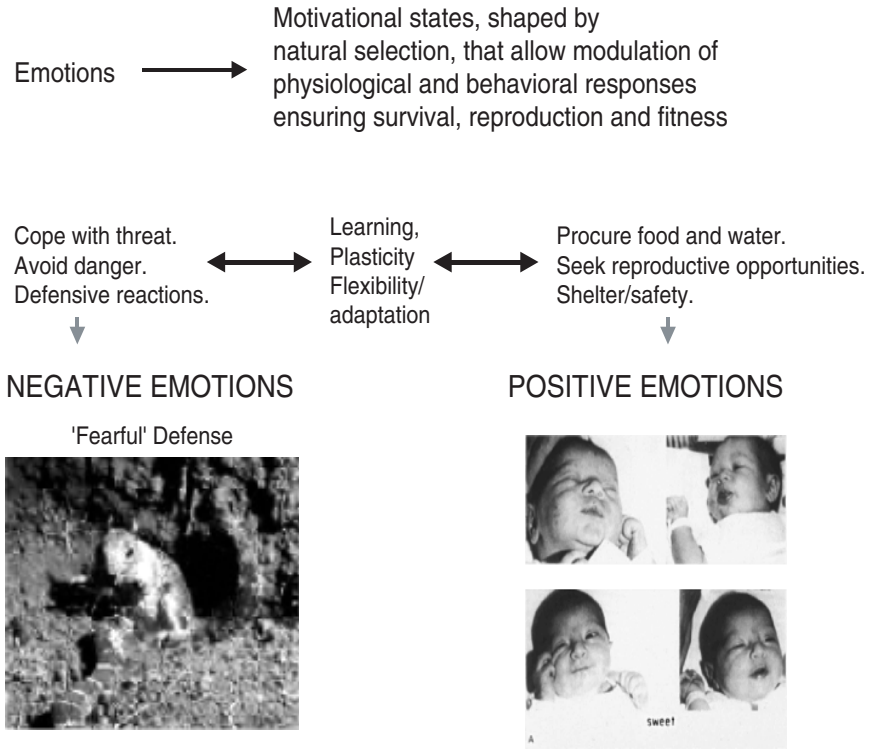 Emotions
Motivational states, shaped by
natural selection, that allow modulation of
physiological and behavioral responses
ensuring survival, reproduction and fitness
Cope with threat.
Avoid danger.
Defensive reactions.
Learning,
Plasticity
Flexibility/
adaptation
Procure food and water.
Seek reproductive opportunities.
Shelter/safety.
NEGATIVE EMOTIONS
'Fearful' Defense
POSITIVE EMOTIONS
sweet
A